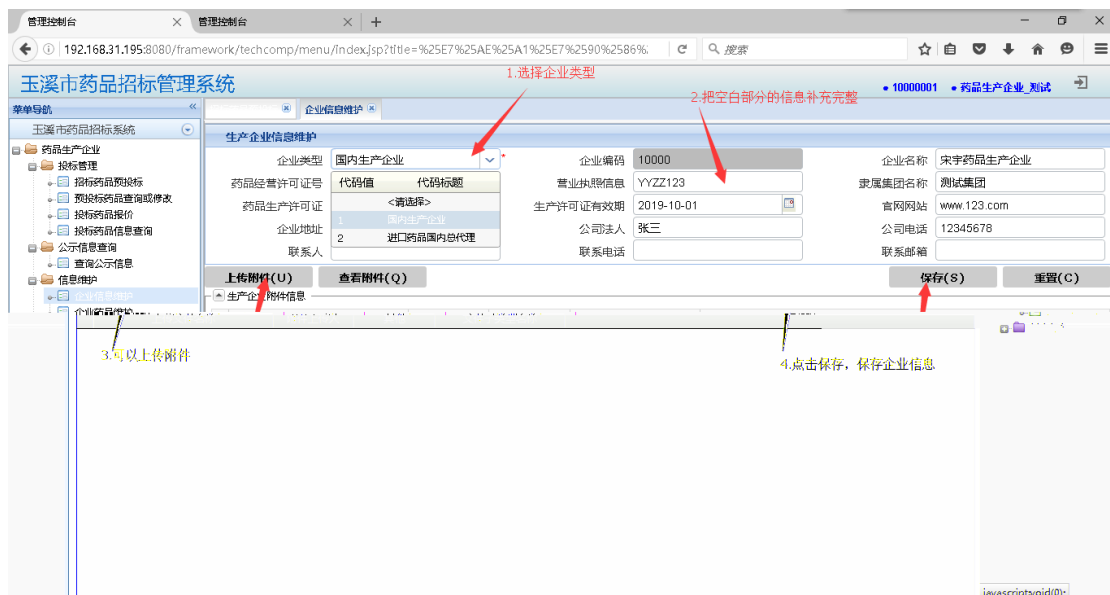 管理控制台
管理控制台
192.168.31.195:8080/framework/techcomp/menu/index.jsp?title=%25E7%25AE%25A1%25E7%2590%2586%
搜索
玉溪市药品招标管理系统
1.选择企业类型
10000001 药品生产企业_测试
菜单导航
企业信息维护
2.把空白部分的信息补充完整
玉溪市药品招标系统
生产企业信息维护
药品生产企业
投标管理
招标药品预投标
预投标药品查询或修改
投标药品报价
投标药品信息查询
公示信息查询
查询公示信息
信息维护
企业信息维护
企业药品维护
企业类型 国内生产企业 * 企业编码 10000 企业名称 宋宇药品生产企业
药品经营许可证号 代码值 代码标题 营业执照信息 YYZZ123 隶属集团名称 测试集团
药品生产许可证 <请选择> 生产许可证有效期 2019-10-01 官网网站 www.123.com
企业地址 1 国内生产企业 公司法人 张三 公司电话 12345678
联系人 2 进口药品国内总代理 联系电话 联系邮箱
上传附件(U) 查看附件(Q) 保存(S) 重置(C)
生产企业附件信息
3.可以上传附件
4.点击保存，保存企业信息
javascript:void(0);